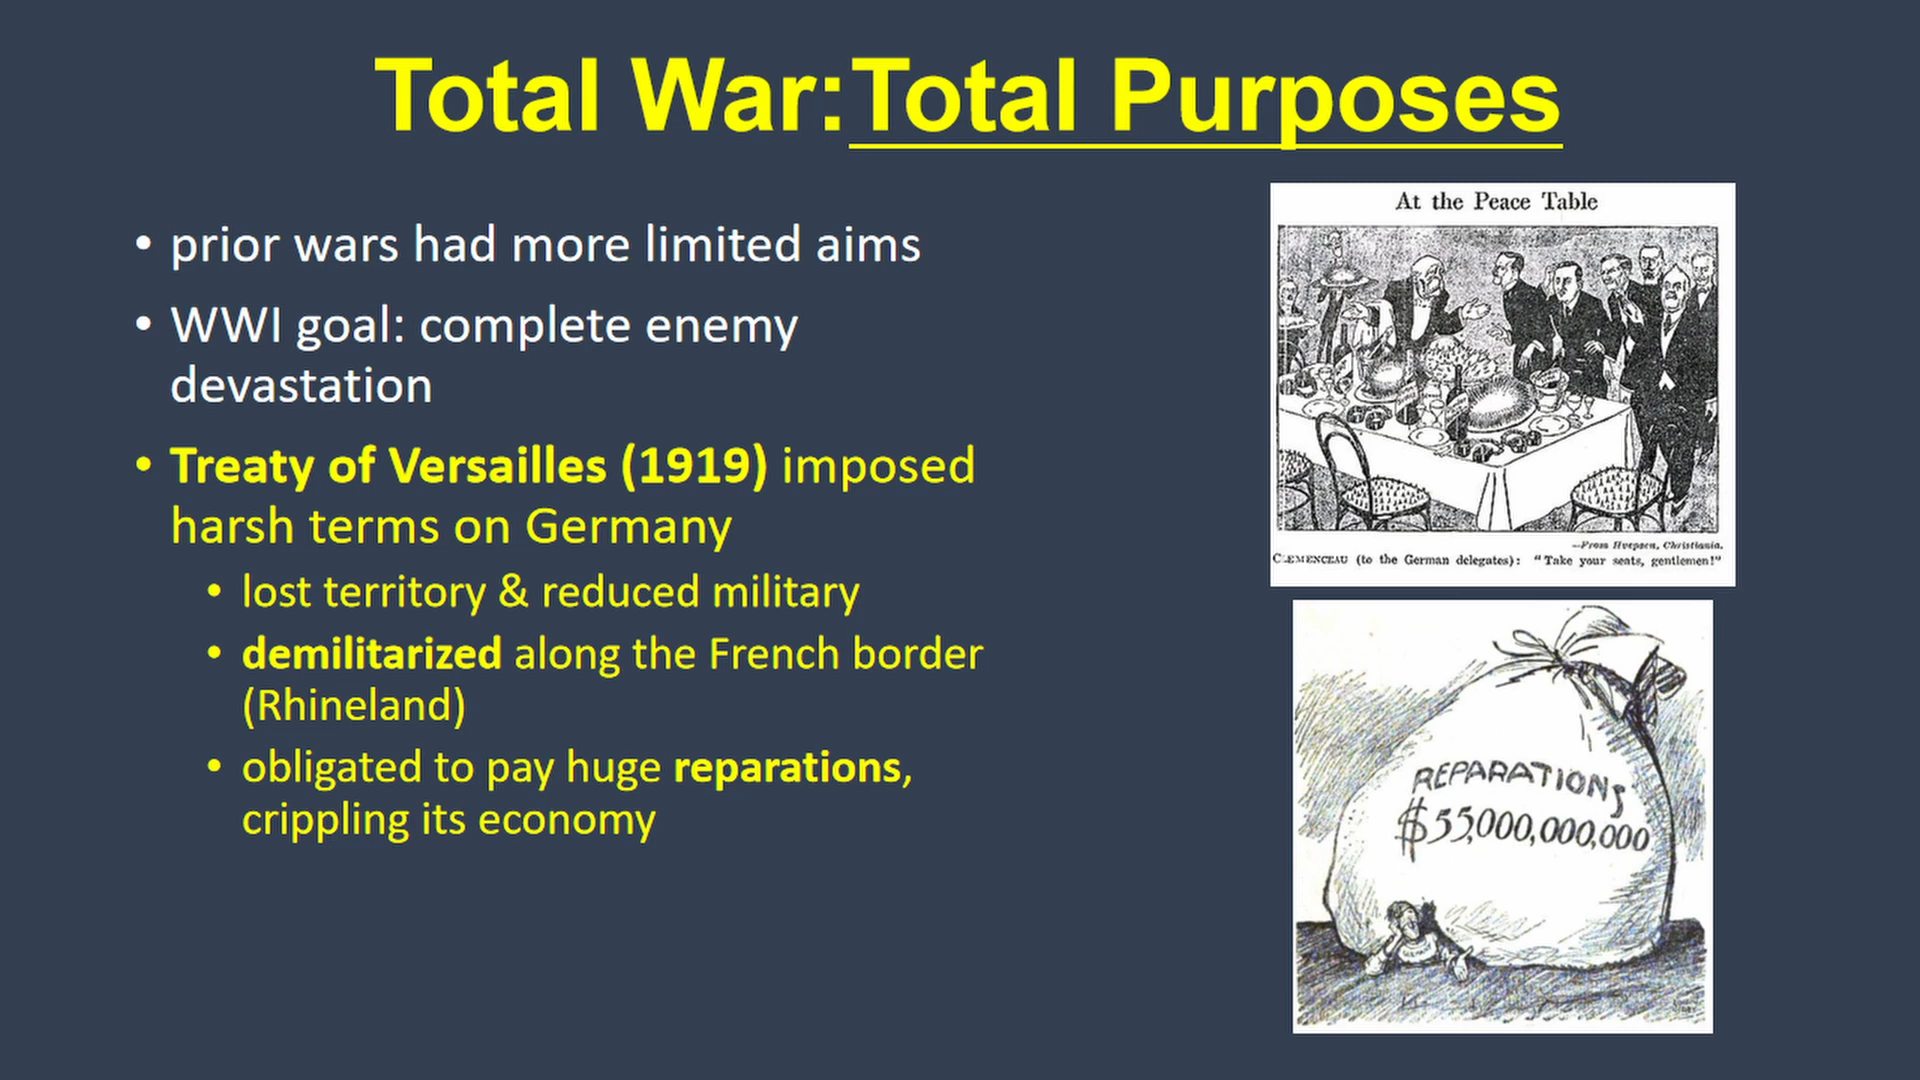 Total War:Total Purposes
• prior wars had more limited aims
• WWI goal: complete enemy
devastation
• Treaty of Versailles (1919) imposed
harsh terms on Germany
• lost territory & reduced military
• demilitarized along the French border
(Rhineland)
• obligated to pay huge reparations,
crippling its economy
At the Peace Table
—From Hvepsen, Christiania.
CLEMENCEAU (to the German delegates): "Take your seats, gentlemen!"
REPARATIONS
$55,000,000,000